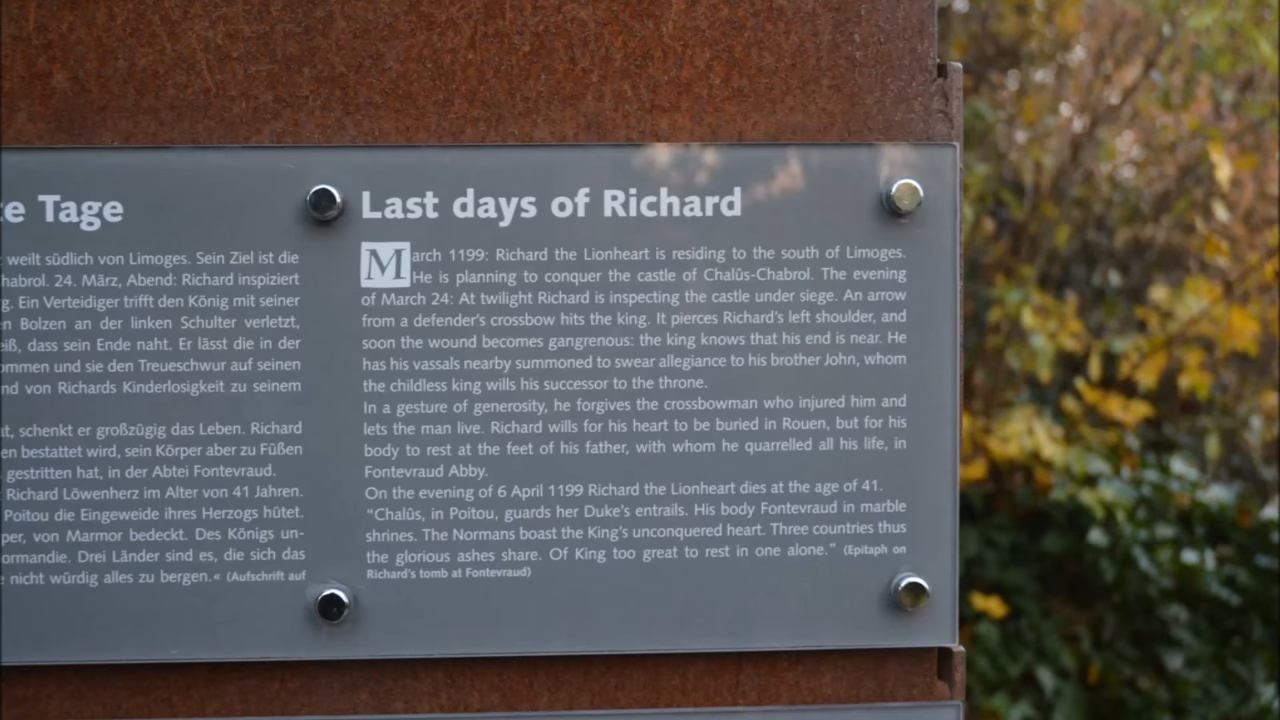 te Tage
weilt südlich von Limoges. Sein Ziel ist die
habrol. 24. März, Abend: Richard inspiziert
g. Ein Verteidiger trifft den König mit seiner
n Bolzen an der linken Schulter verletzt,
eiß, dass sein Ende naht. Er lässt die in der
ommen und sie den Treueschwur auf seinen
nd von Richards Kinderlosigkeit zu seinem
at, schenkt er großzügig das Leben. Richard
en bestattet wird, sein Körper aber zu Füßen
gestritten hat, in der Abtei Fontevraud.
Richard Löwenherz im Alter von 41 Jahren.
Poitou die Eingeweide ihres Herzogs hütet.
per, von Marmor bedeckt. Des Königs un-
ormandie. Drei Länder sind es, die sich das
nicht würdig alles zu bergen.« (Aufschrift auf
Last days of Richard
March 1199: Richard the Lionheart is residing to the south of Limoges.
He is planning to conquer the castle of Chalûs-Chabrol. The evening
of March 24: At twilight Richard is inspecting the castle under siege. An arrow
from a defender's crossbow hits the king. It pierces Richard's left shoulder, and
soon the wound becomes gangrenous: the king knows that his end is near. He
has his vassals nearby summoned to swear allegiance to his brother John, whom
the childless king wills his successor to the throne.
In a gesture of generosity, he forgives the crossbowman who injured him and
lets the man live. Richard wills for his heart to be buried in Rouen, but for his
body to rest at the feet of his father, with whom he quarrelled all his life, in
Fontevraud Abby.
On the evening of 6 April 1199 Richard the Lionheart dies at the age of 41.
“Chalûs, in Poitou, guards her Duke's entrails. His body Fontevraud in marble
shrines. The Normans boast the King's unconquered heart. Three countries thus
the glorious ashes share. Of King too great to rest in one alone.” (Epitaph on
Richard's tomb at Fontevraud)